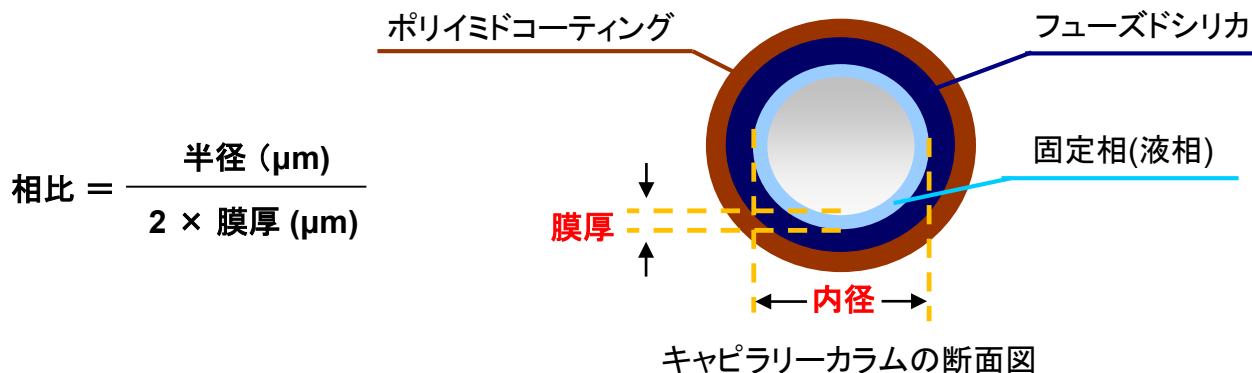 ポリイミドコーティング
フューズドシリカ
固定相(液相)
相比 = 半径 (µm)
2 × 膜厚 (µm)
膜厚
内径
キャピラリーカラムの断面図